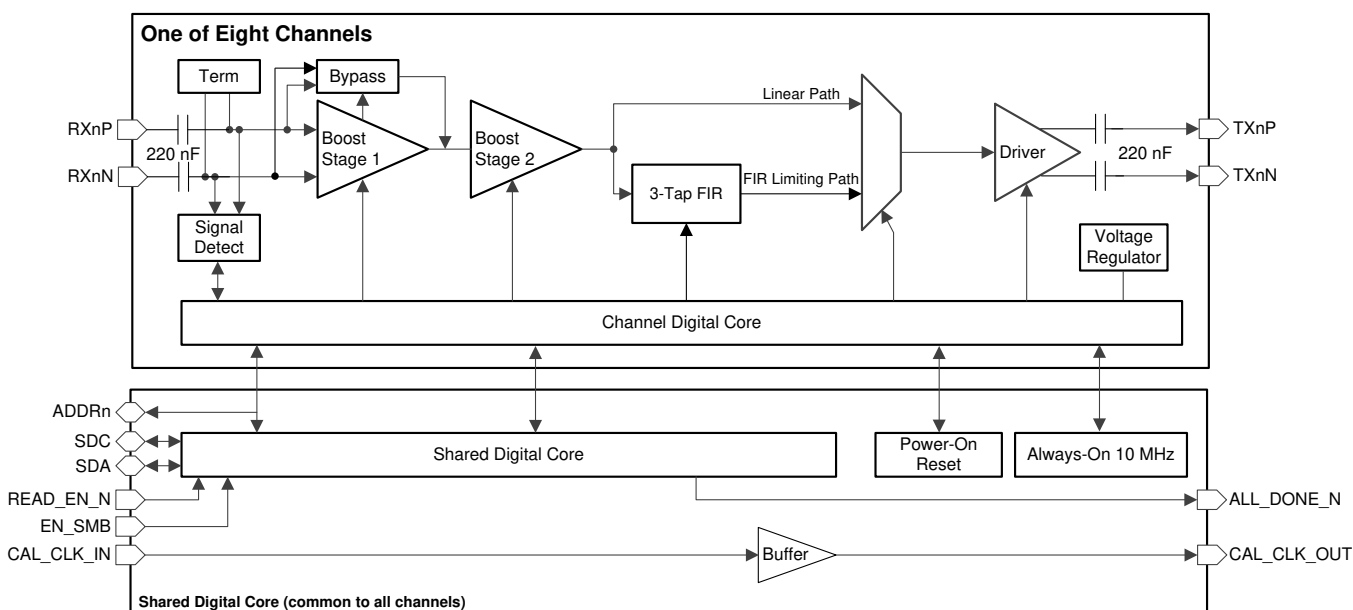 One of Eight Channels
Term
Bypass
RXnP
RXnN
220 nF
Boost
Stage 1
Boost
Stage 2
Linear Path
3-Tap FIR
FIR Limiting Path
Driver
220 nF
TXnP
TXnN
Signal
Detect
Voltage
Regulator
Channel Digital Core
ADDRn
SDC
SDA
READ_EN_N
EN_SMB
CAL_CLK_IN
Shared Digital Core
Power-On
Reset
Always-On 10 MHz
Buffer
ALL_DONE_N
CAL_CLK_OUT
Shared Digital Core (common to all channels)